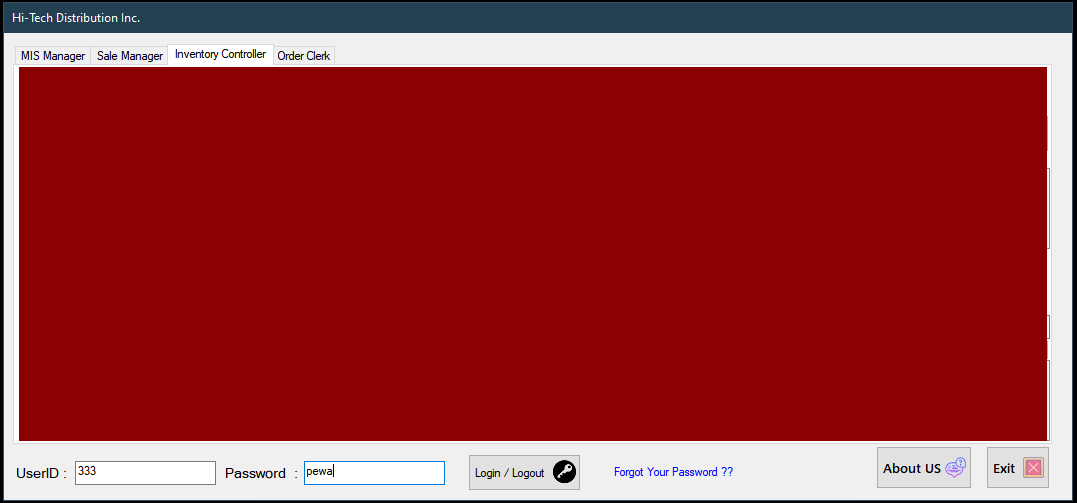 Hi-Tech Distribution Inc.
MIS Manager Sale Manager Inventory Controller Order Clerk
UserID : 333 Password : pewa Login / Logout Forgot Your Password ?? About US Exit